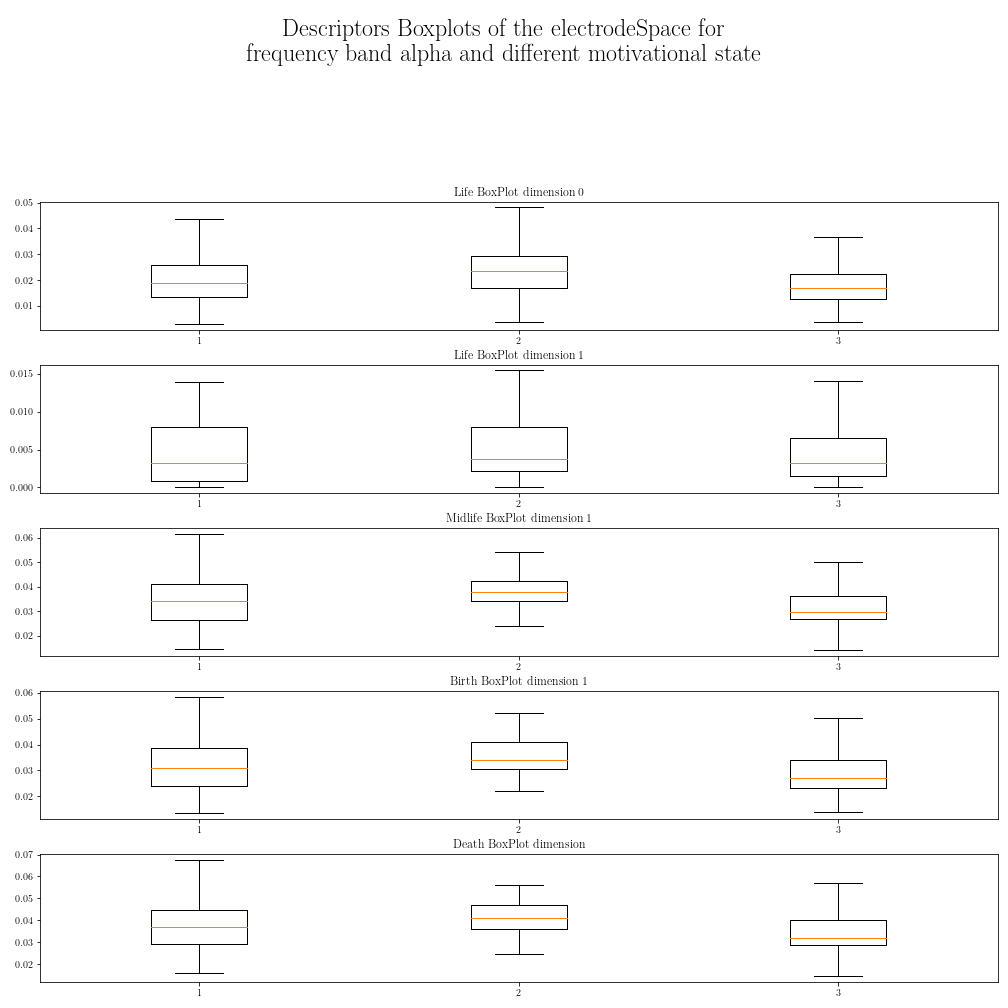 Descriptors Boxplots of the electrodeSpace for
frequency band alpha and different motivational state
Life BoxPlot dimension 0
0.05
0.04
0.03
0.02
0.01
1 2 3
Life BoxPlot dimension 1
0.015
0.010
0.005
0.000
1 2 3
Midlife BoxPlot dimension 1
0.06
0.05
0.04
0.03
0.02
1 2 3
Birth BoxPlot dimension 1
0.06
0.05
0.04
0.03
0.02
1 2 3
Death BoxPlot dimension
0.07
0.06
0.05
0.04
0.03
0.02
1 2 3